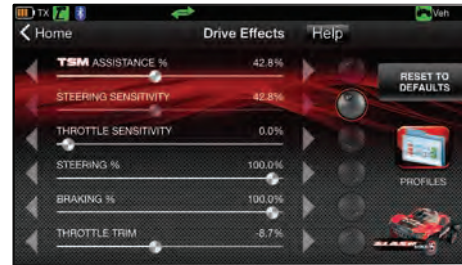 TX
Veh
Home
Drive Effects
Help
TSM ASSISTANCE % 42.8%
STEERING SENSITIVITY 42.8%
THROTTLE SENSITIVITY 0.0%
STEERING % 100.0%
BRAKING % 100.0%
THROTTLE TRIM -8.7%
RESET TO
DEFAULTS
PROFILES
SLASH